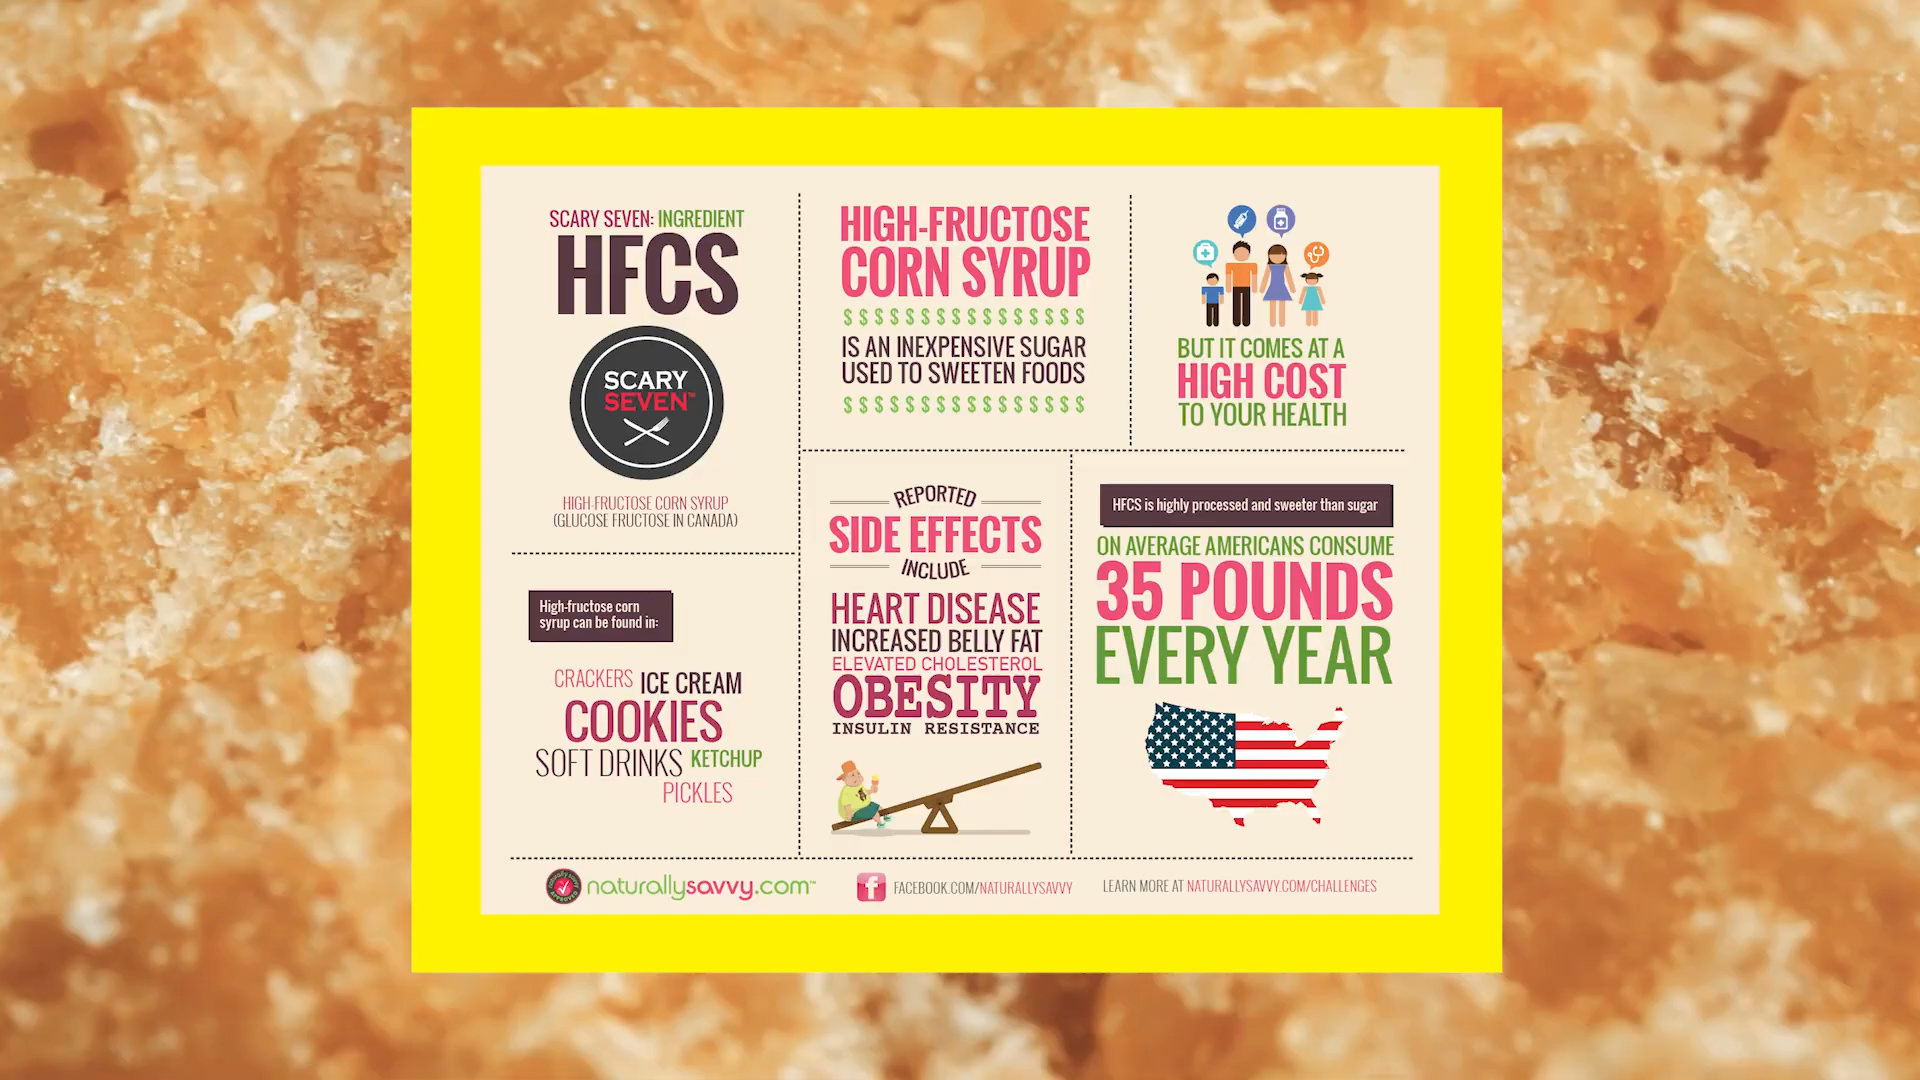 SCARY SEVEN: INGREDIENT
HFCS
SCARY
SEVEN™
HIGH-FRUCTOSE CORN SYRUP
(GLUCOSE FRUCTOSE IN CANADA)
High-fructose corn
syrup can be found in:
CRACKERS ICE CREAM
COOKIES
SOFT DRINKS KETCHUP
PICKLES
HIGH-FRUCTOSE
CORN SYRUP
$ $ $ $ $ $ $ $ $ $ $ $ $ $ $ $
IS AN INEXPENSIVE SUGAR
USED TO SWEETEN FOODS
$ $ $ $ $ $ $ $ $ $ $ $ $ $ $ $
BUT IT COMES AT A
HIGH COST
TO YOUR HEALTH
REPORTED
SIDE EFFECTS
INCLUDE
HEART DISEASE
INCREASED BELLY FAT
ELEVATED CHOLESTEROL
OBESITY
INSULIN RESISTANCE
HFCS is highly processed and sweeter than sugar
ON AVERAGE AMERICANS CONSUME
35 POUNDS
EVERY YEAR
naturallysavvy.com™
f FACEBOOK.COM/NATURALLYSAVVY
LEARN MORE AT NATURALLYSAVVY.COM/CHALLENGES